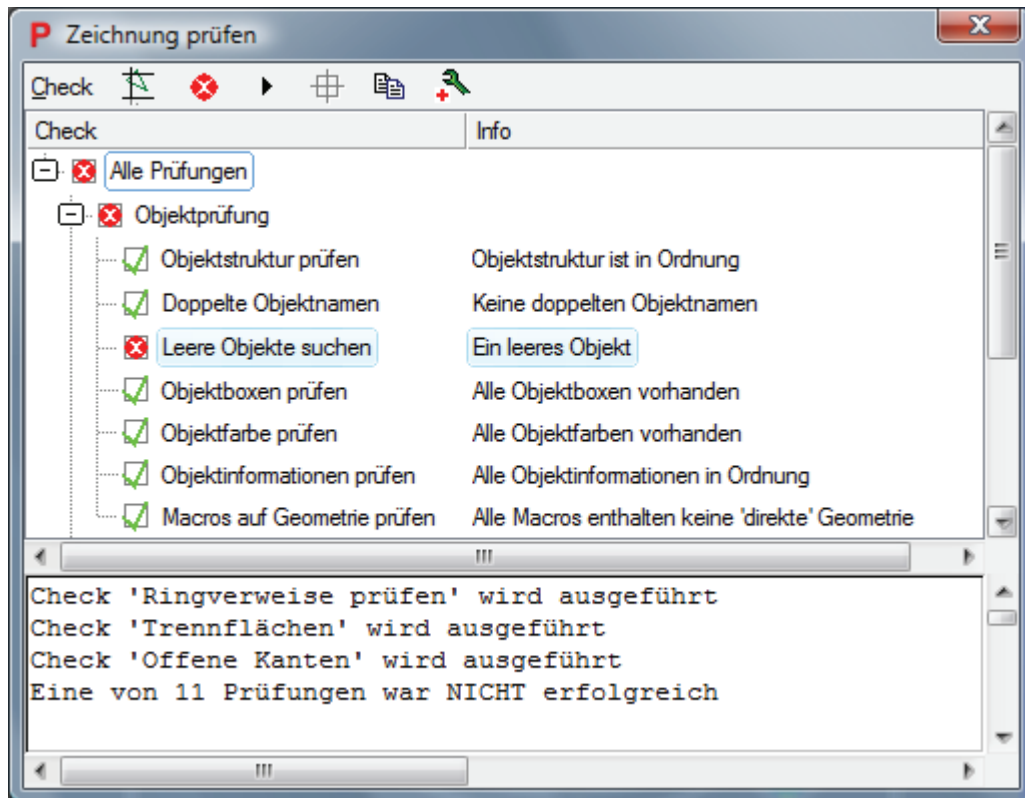 P Zeichnung prüfen
Check
Check Info
Alle Prüfungen
Objektprüfung
Objektstruktur prüfen Objektstruktur ist in Ordnung
Doppelte Objektnamen Keine doppelten Objektnamen
Leere Objekte suchen Ein leeres Objekt
Objektboxen prüfen Alle Objektboxen vorhanden
Objektfarbe prüfen Alle Objektfarben vorhanden
Objektinformationen prüfen Alle Objektinformationen in Ordnung
Macros auf Geometrie prüfen Alle Macros enthalten keine 'direkte' Geometrie
Check 'Ringverweise prüfen' wird ausgeführt
Check 'Trennflächen' wird ausgeführt
Check 'Offene Kanten' wird ausgeführt
Eine von 11 Prüfungen war NICHT erfolgreich